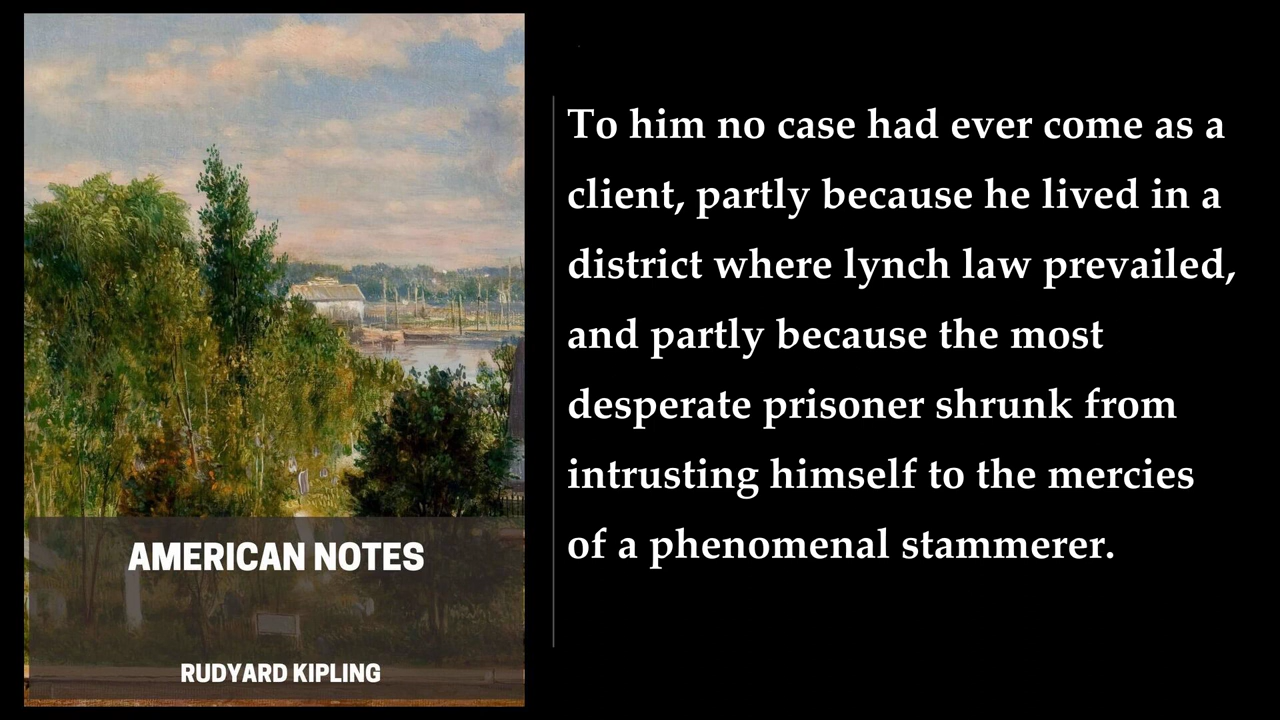 To him no case had ever come as a
client, partly because he lived in a
district where lynch law prevailed,
and partly because the most
desperate prisoner shrunk from
intrusting himself to the mercies
of a phenomenal stammerer.
AMERICAN NOTES
RUDYARD KIPLING